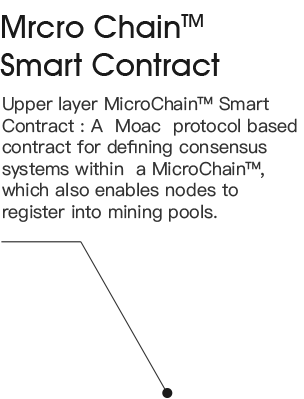 Mrcro Chain™
Smart Contract
Upper layer MicroChain™ Smart
Contract : A Moac protocol based
contract for defining consensus
systems within a MicroChain™,
which also enables nodes to
register into mining pools.